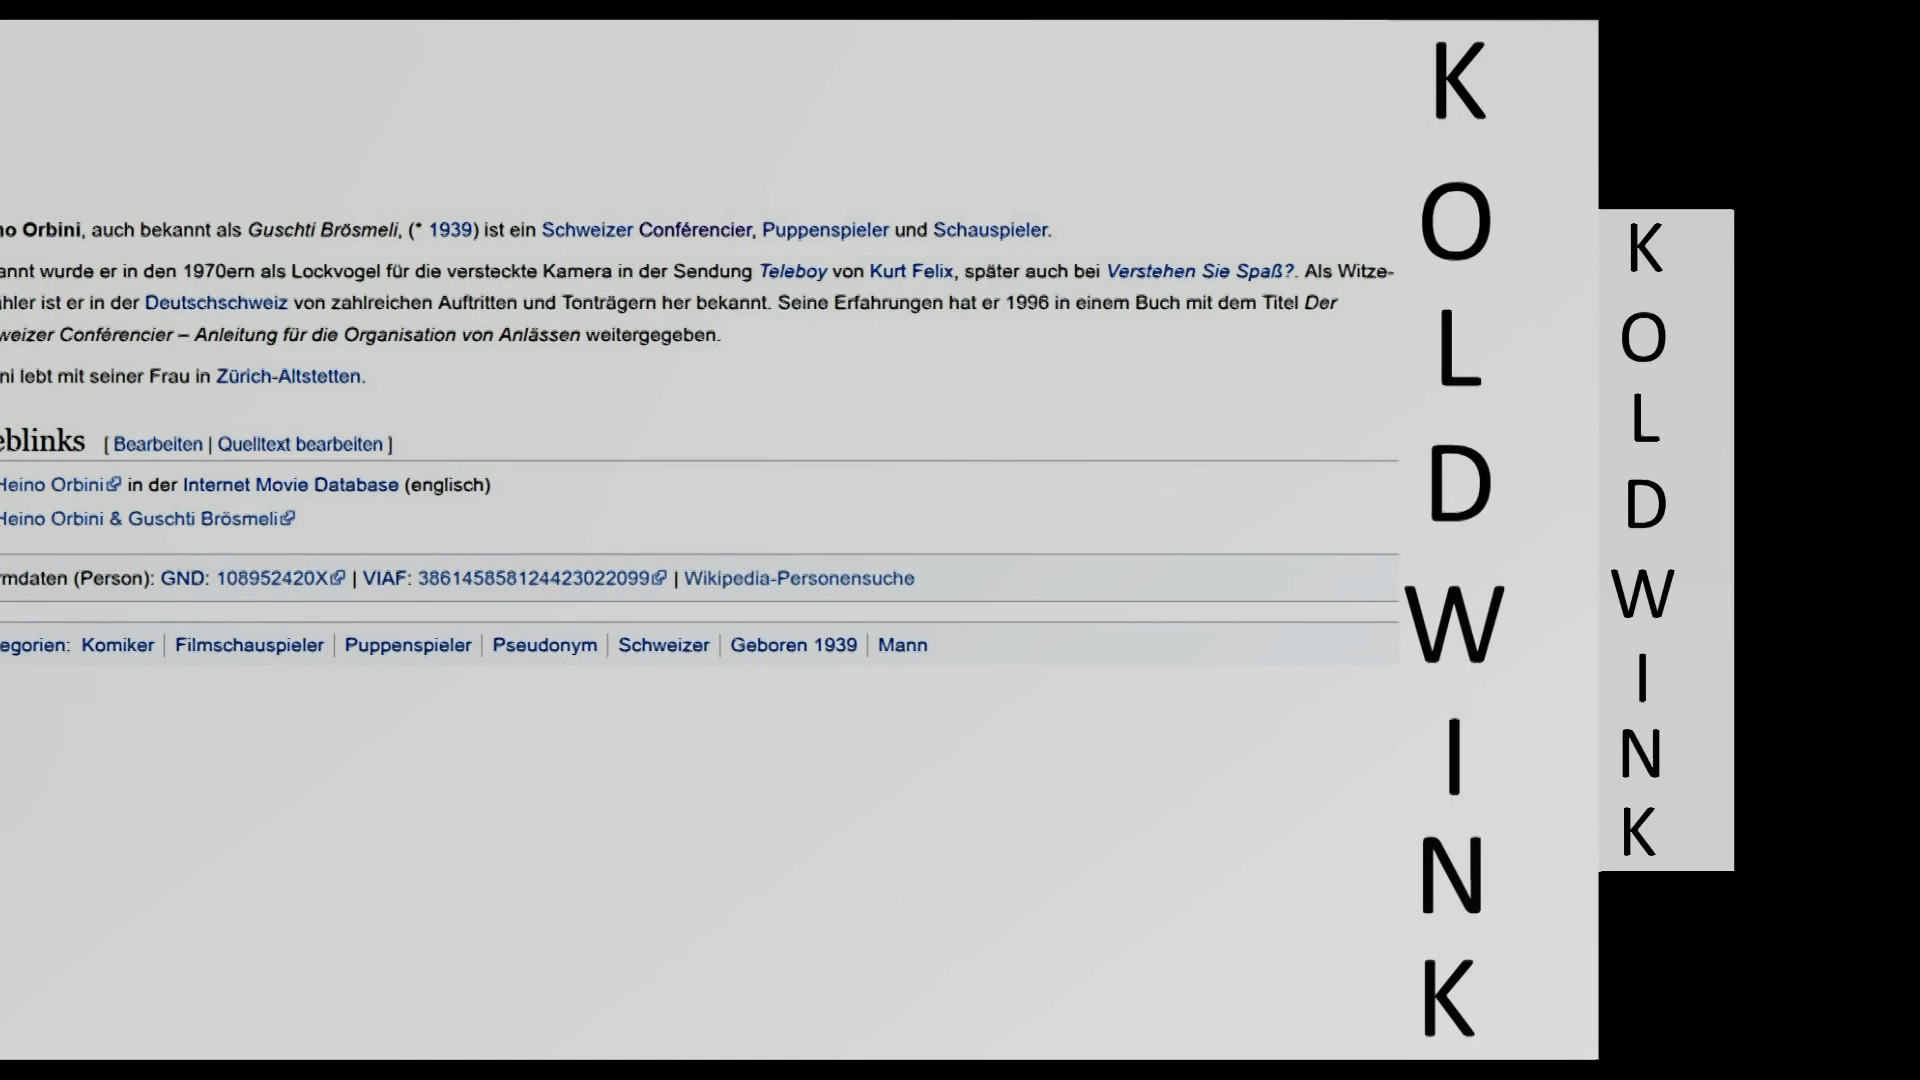 no Orbini, auch bekannt als Guschti Brösmeli, (* 1939) ist ein Schweizer Conférencier, Puppenspieler und Schauspieler.
annt wurde er in den 1970ern als Lockvogel für die versteckte Kamera in der Sendung Teleboy von Kurt Felix, später auch bei Verstehen Sie Spaß?. Als Witze-
hler ist er in der Deutschschweiz von zahlreichen Auftritten und Tonträgern her bekannt. Seine Erfahrungen hat er 1996 in einem Buch mit dem Titel Der
weizer Conférencier – Anleitung für die Organisation von Anlässen weitergegeben.
ni lebt mit seiner Frau in Zürich-Altstetten.
eblinks [ Bearbeiten | Quelltext bearbeiten ]
Heino Orbini in der Internet Movie Database (englisch)
Heino Orbini & Guschti Brösmeli
rmdaten (Person): GND: 108952420X | VIAF: 386145858124423022099 | Wikipedia-Personensuche
egorien: Komiker | Filmschauspieler | Puppenspieler | Pseudonym | Schweizer | Geboren 1939 | Mann
KOLDWINK
KOLDWINK